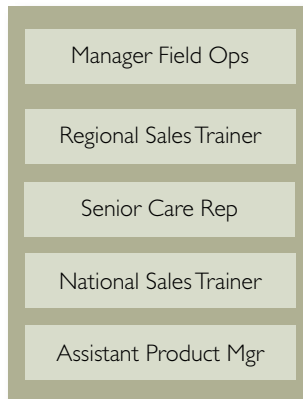 Manager Field Ops
Regional Sales Trainer
Senior Care Rep
National Sales Trainer
Assistant Product Mgr